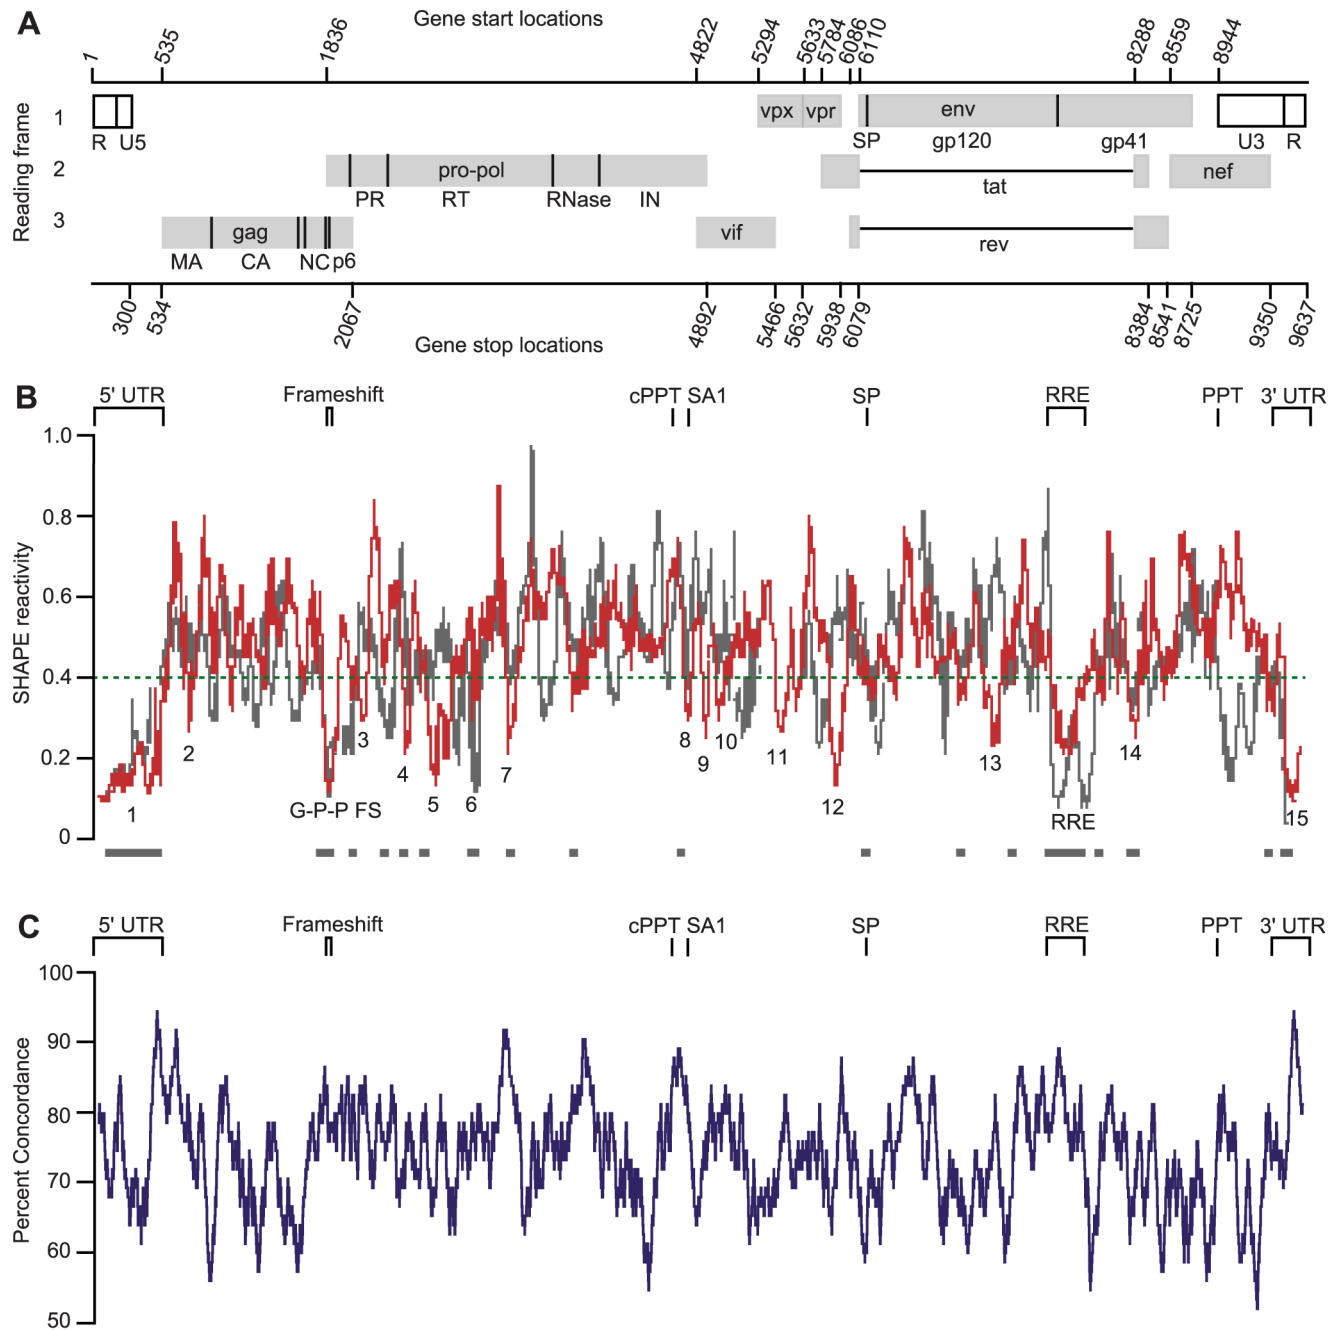 A
Gene start locations
1 535 1836 4822 5294 5633 5784 6086 6110 8288 8559 8944
Reading frame
1 vpx vpr env
R U5 SP gp120 gp41 U3 R
2 pro-pol nef
PR RT RNase IN tat
3 gag vif
MA CA NC p6 rev
300 534 2067 4892 5466 5632 5938 6079 8384 8541 8725 9350 9637
Gene stop locations
B
5' UTR Frameshift cPPT SA1 SP RRE PPT 3' UTR
SHAPE reactivity
1.0
0.8
0.6
0.4
0.2
0
1 2 G-P-P FS 3 4 5 6 7 8 9 10 11 12 13 RRE 14 15
C
5' UTR Frameshift cPPT SA1 SP RRE PPT 3' UTR
Percent Concordance
100
90
80
70
60
50